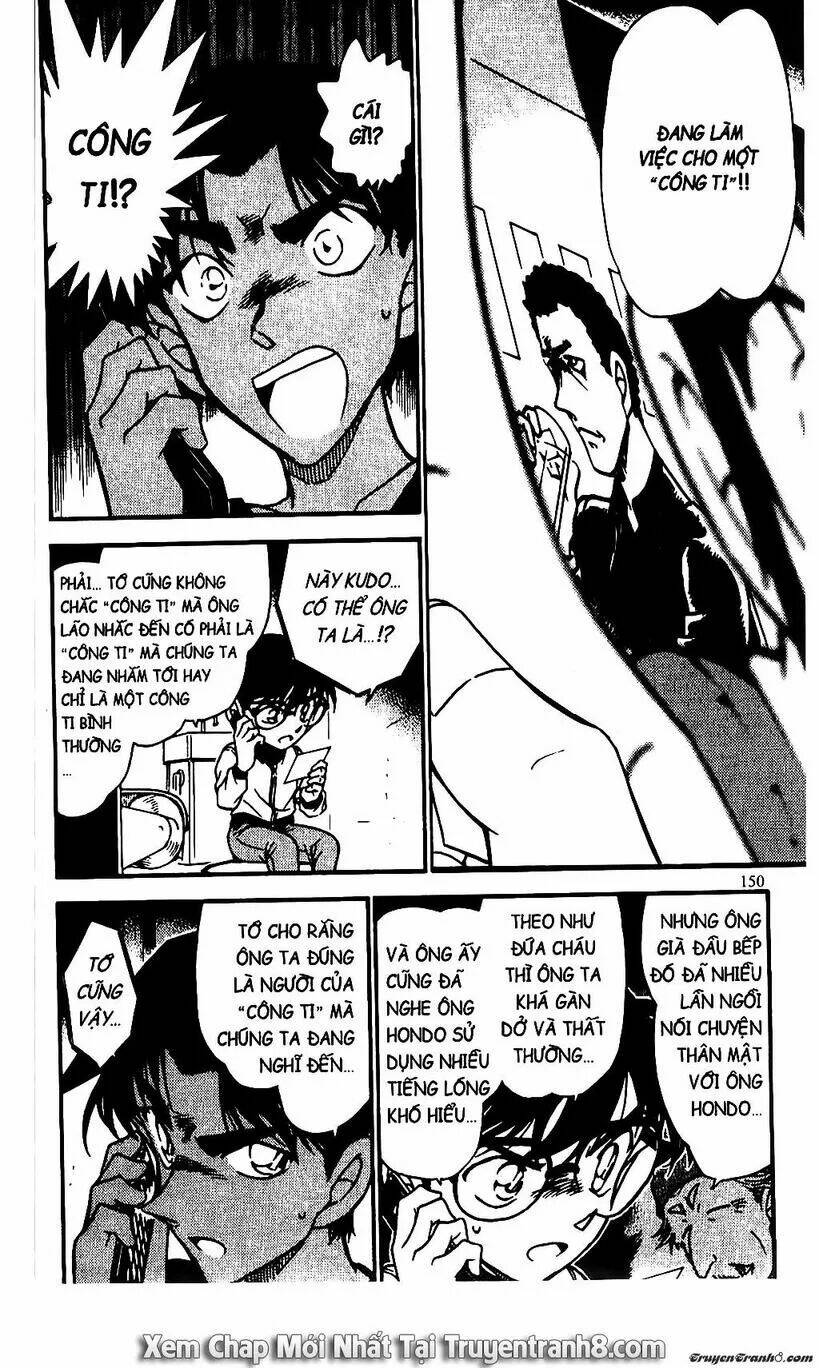 ĐANG LÀM
VIỆC CHO MỘT
"CÔNG TI"!!
CÁI
GÌ!?
CÔNG
TI!?
NÀY KUDO...
CÓ THỂ ÔNG
TA LÀ...!?
PHẢI... TỚ CŨNG KHÔNG
CHẮC "CÔNG TI" MÀ ÔNG
LÃO NHẮC ĐẾN CÓ PHẢI LÀ
"CÔNG TI" MÀ CHÚNG TA
ĐANG NHẮM TỚI HAY
CHỈ LÀ MỘT CÔNG
TI BÌNH
THƯỜNG
...
150
NHƯNG ÔNG
GIÀ ĐẦU BẾP
ĐÓ ĐÃ NHIỀU
LẦN NGỒI
NÓI CHUYỆN
THÂN MẬT
VỚI ÔNG
HONDO...
THEO NHƯ
ĐỨA CHÁU
THÌ ÔNG TA
KHÁ GÀN
DỞ VÀ THẤT
THƯỜNG...
VÀ ÔNG ẤY
CŨNG ĐÃ
NGHE ÔNG
HONDO SỬ
DỤNG NHIỀU
TIẾNG LÓNG
KHÓ HIỂU...
TỚ CHO RẰNG
ÔNG TA ĐÚNG
LÀ NGƯỜI CỦA
"CÔNG TI" MÀ
CHÚNG TA ĐANG
NGHĨ ĐẾN...
TỚ
CŨNG
VẬY...
Xem Chap Mới Nhất Tại Truyentranh8.com
TruyenTranh8.com